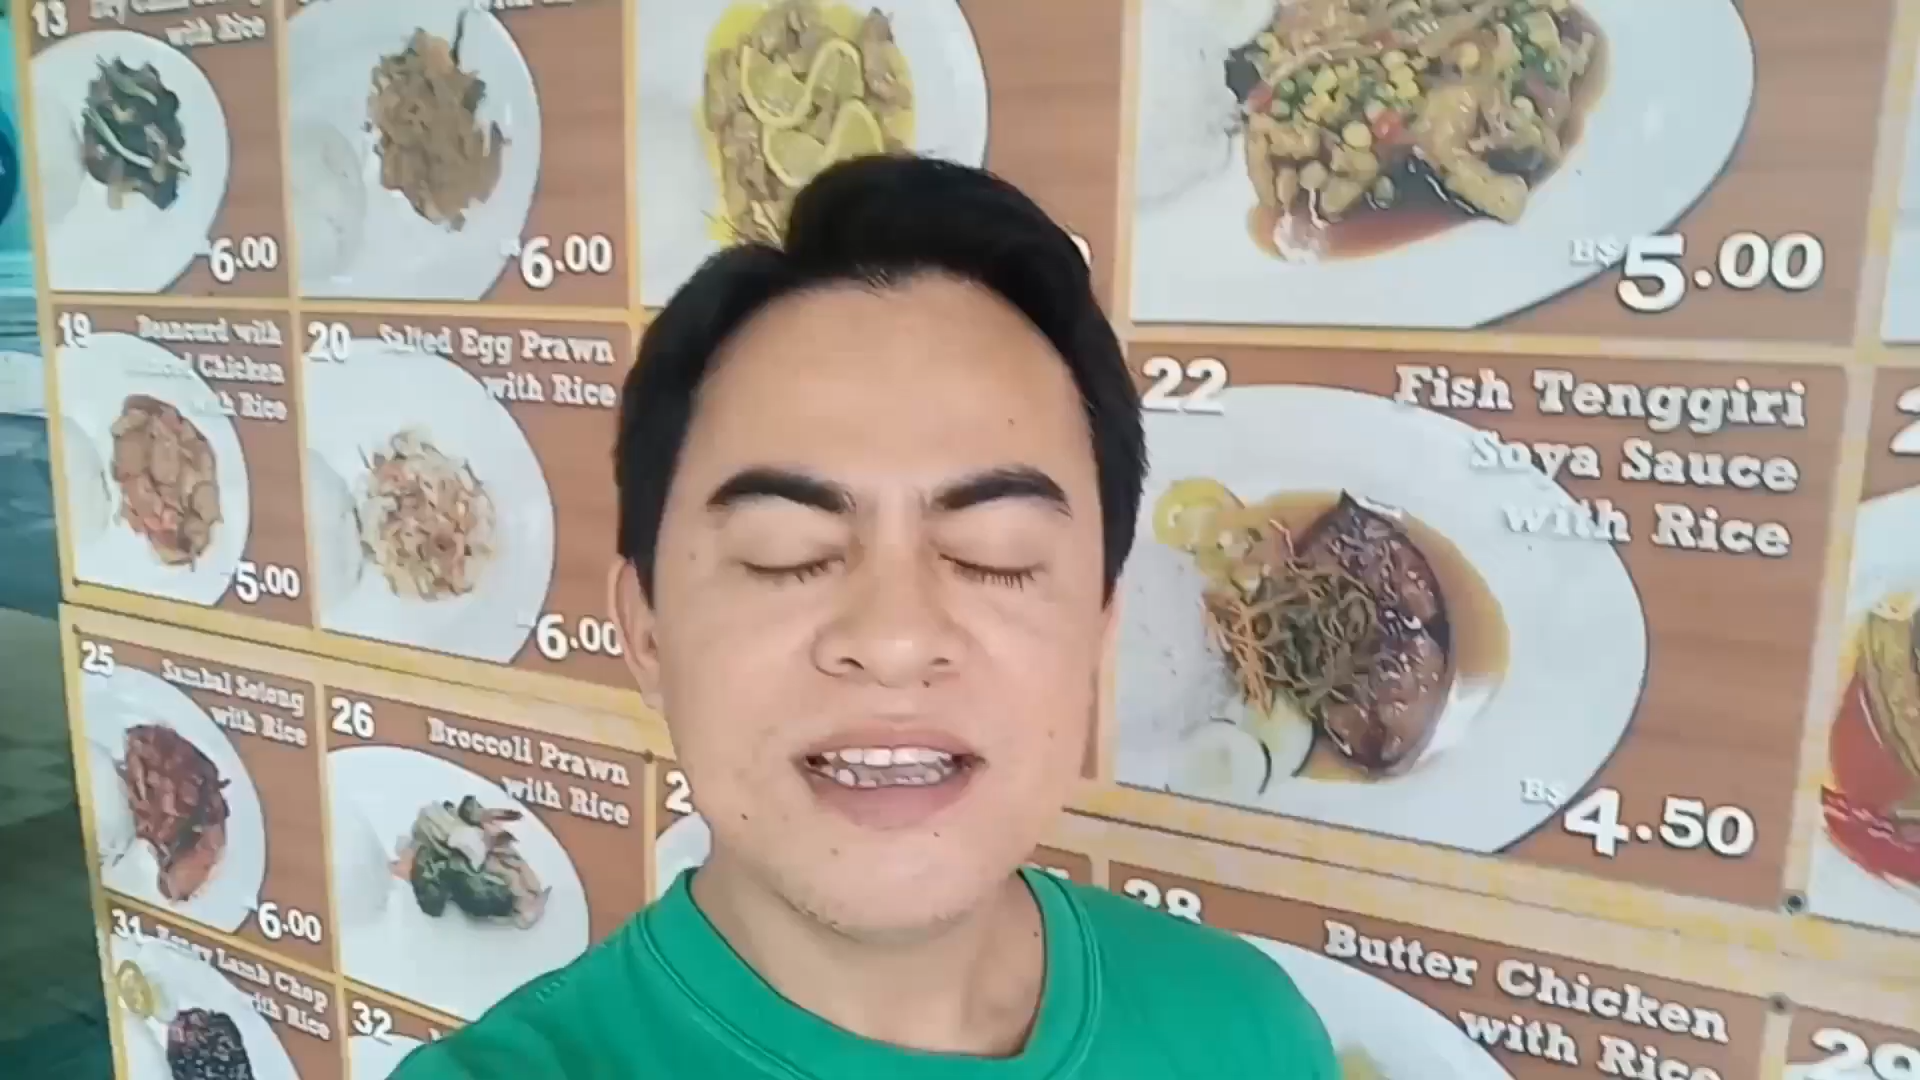 13
with Rice
6.00
6.00
B$5.00
19 Beancurd with
Minced Chicken
with Rice
5.00
20 Salted Egg Prawn
with Rice
6.00
22 Fish Tenggiri
Soya Sauce
with Rice
B$4.50
25 Sambal Sotong
with Rice
6.00
26 Broccoli Prawn
with Rice
28 Butter Chicken
with Rice
29
31 Honey Lamb Chop
with Rice
32